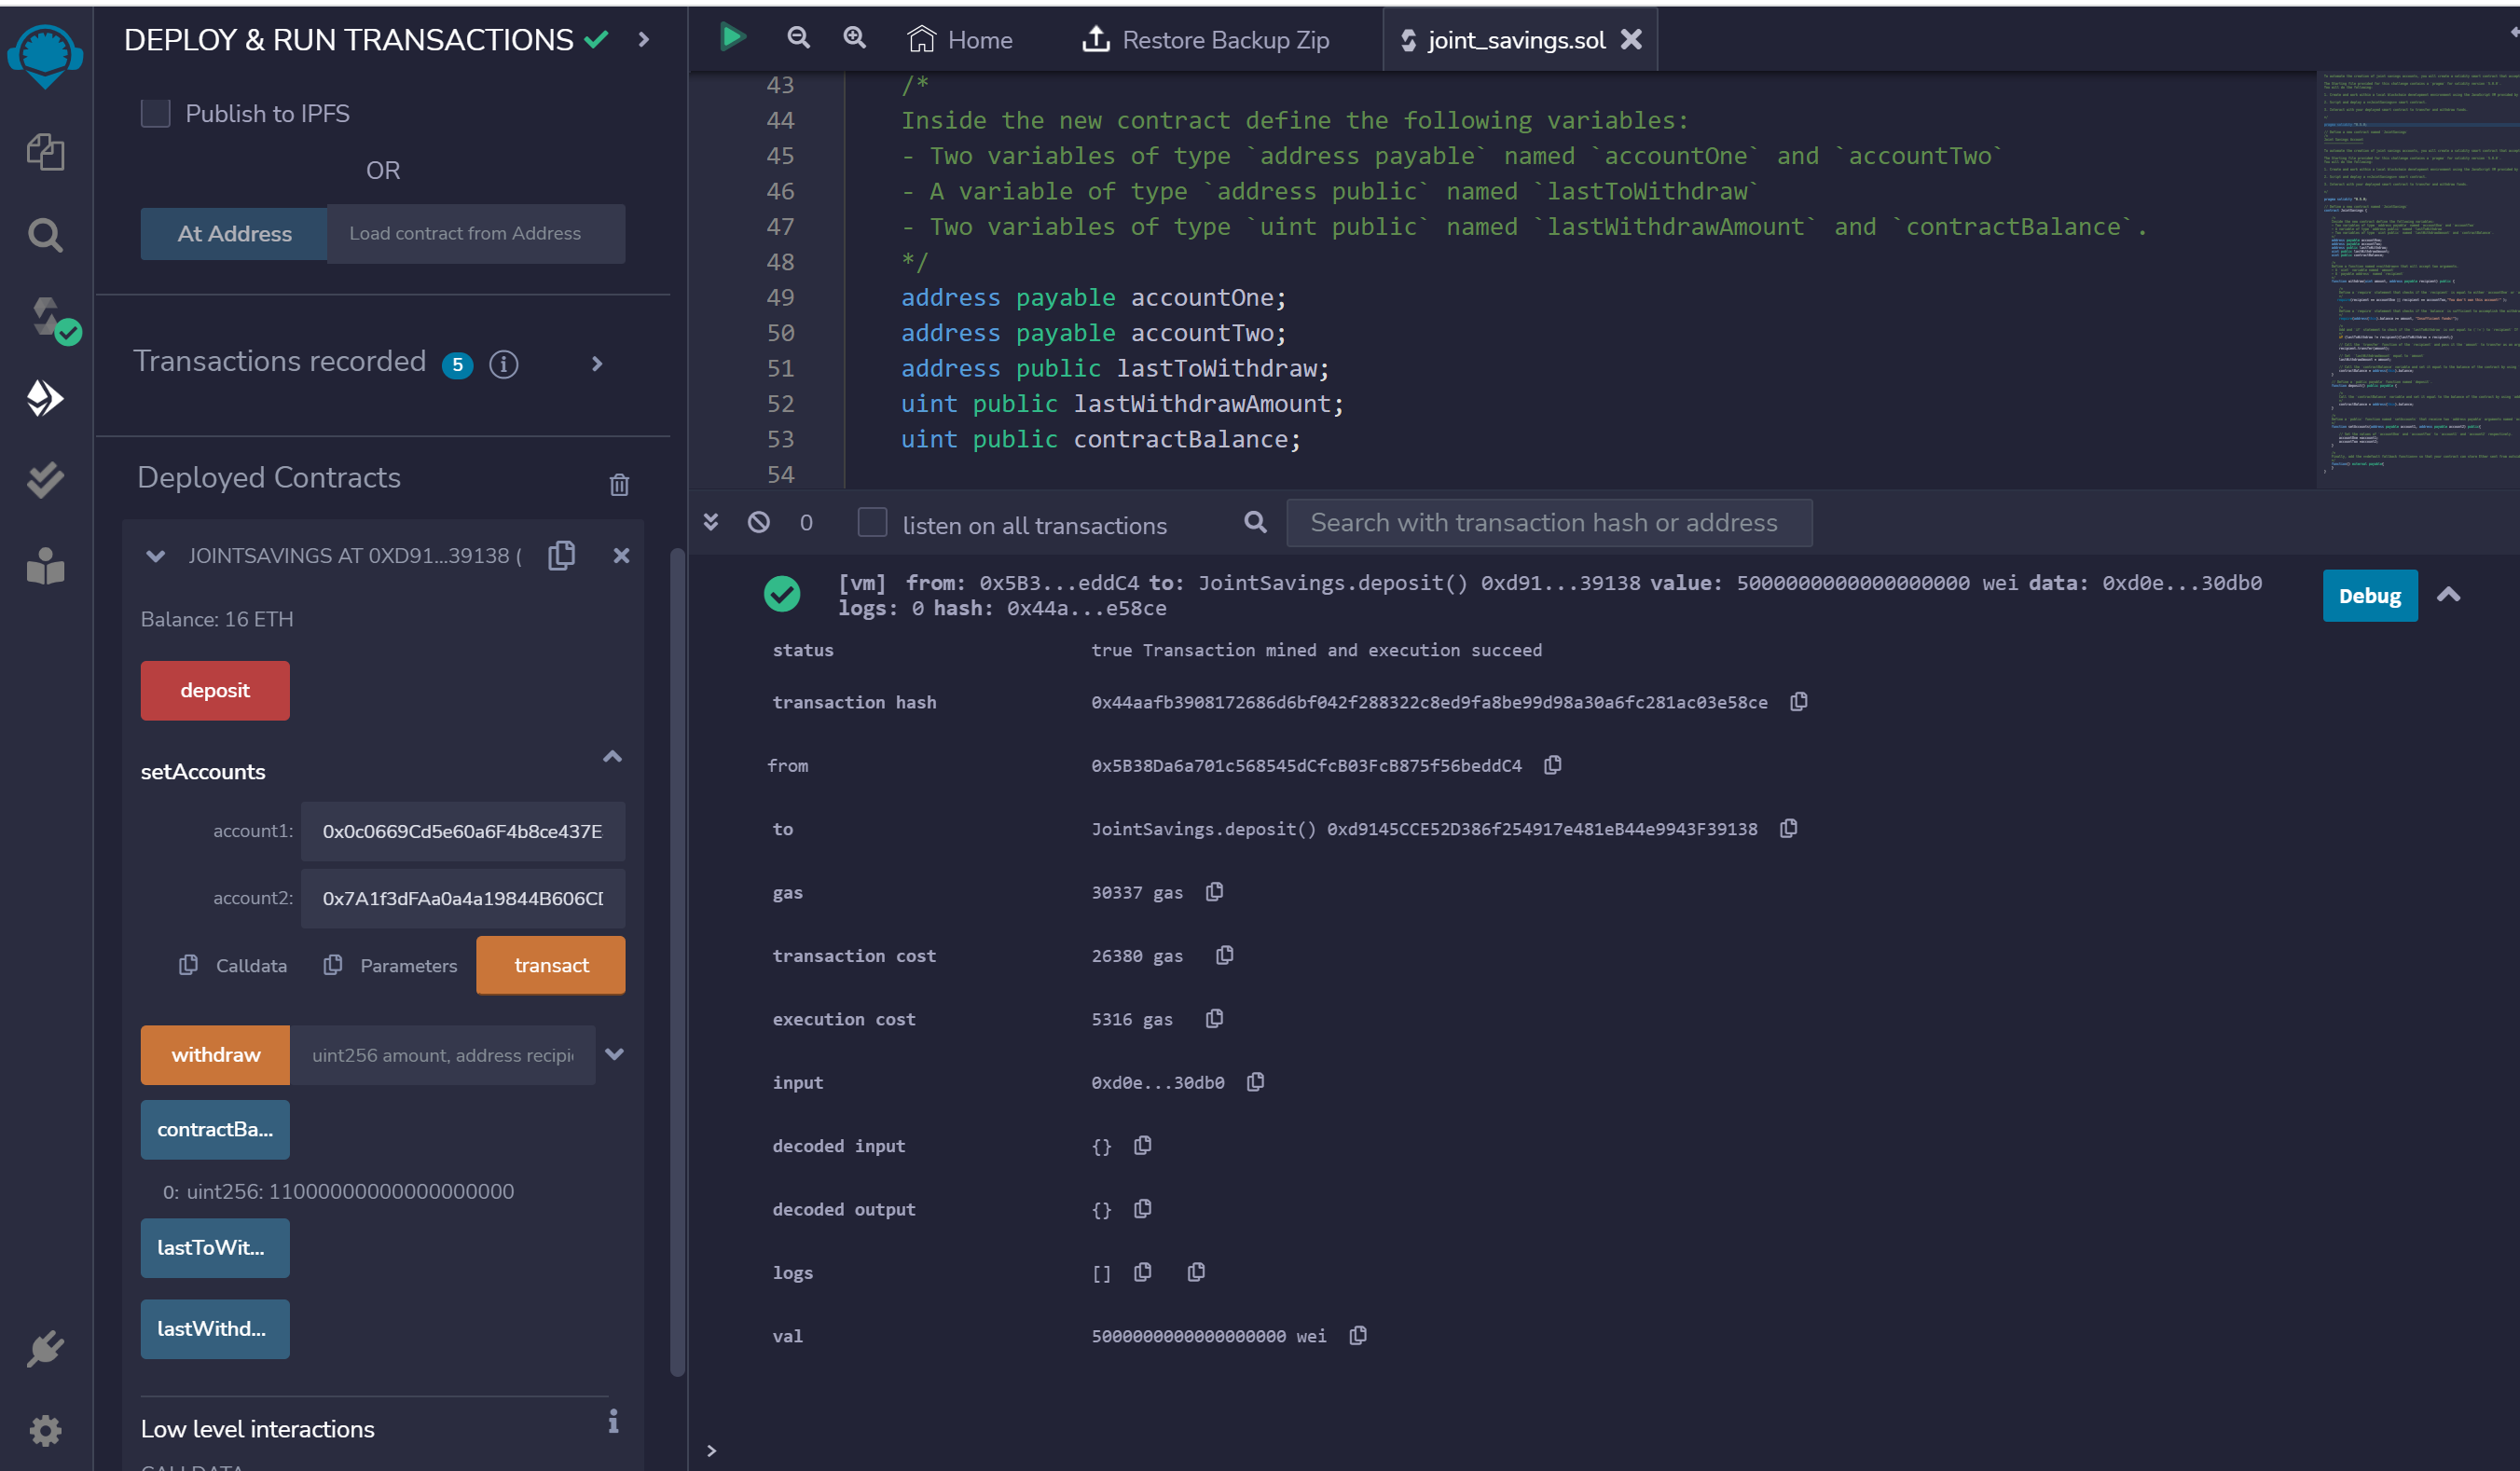 DEPLOY & RUN TRANSACTIONS
Publish to IPFS
OR
At Address
Load contract from Address
Transactions recorded 5
Deployed Contracts
JOINTSAVINGS AT 0XD91...39138 (
Balance: 16 ETH
deposit
setAccounts
account1: 0x0c0669Cd5e60a6F4b8ce437E
account2: 0x7A1f3dFAa0a4a19844B606CD
Calldata Parameters transact
withdraw uint256 amount, address recipi
contractBa...
0: uint256: 11000000000000000000
lastToWit...
lastWithd...
Low level interactions
CALLDATA
Home
Restore Backup Zip
joint_savings.sol
43 /*
44 Inside the new contract define the following variables:
45 - Two variables of type `address payable` named `accountOne` and `accountTwo`
46 - A variable of type `address public` named `lastToWithdraw`
47 - Two variables of type `uint public` named `lastWithdrawAmount` and `contractBalance`.
48 */
49 address payable accountOne;
50 address payable accountTwo;
51 address public lastToWithdraw;
52 uint public lastWithdrawAmount;
53 uint public contractBalance;
54
0 listen on all transactions Search with transaction hash or address
[vm] from: 0x5B3...eddC4 to: JointSavings.deposit() 0xd91...39138 value: 5000000000000000000 wei data: 0xd0e...30db0
logs: 0 hash: 0x44a...e58ce
Debug
status true Transaction mined and execution succeed
transaction hash 0x44aafb3908172686d6bf042f288322c8ed9fa8be99d98a30a6fc281ac03e58ce
from 0x5B38Da6a701c568545dCfcB03FcB875f56beddC4
to JointSavings.deposit() 0xd9145CCE52D386f254917e481eB44e9943F39138
gas 30337 gas
transaction cost 26380 gas
execution cost 5316 gas
input 0xd0e...30db0
decoded input {}
decoded output {}
logs []
val 5000000000000000000 wei
>